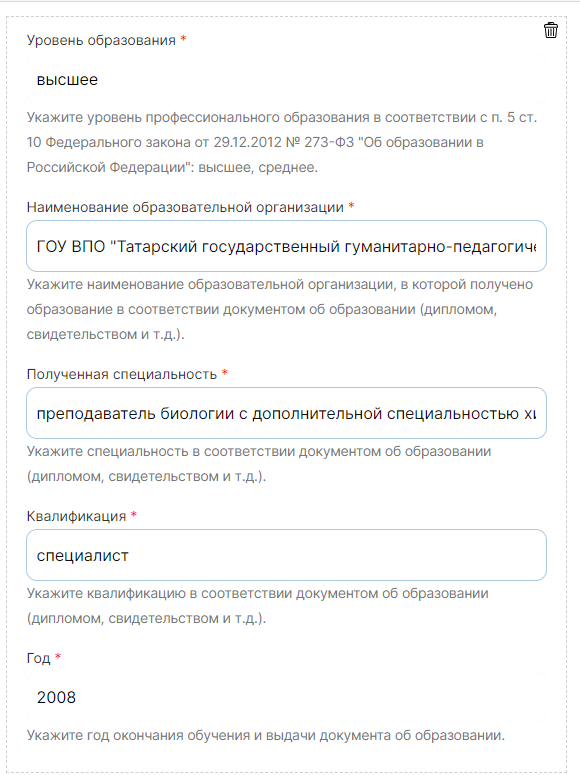 Уровень образования *
высшее
Укажите уровень профессионального образования в соответствии с п. 5 ст.
10 Федерального закона от 29.12.2012 № 273-ФЗ "Об образовании в
Российской Федерации": высшее, среднее.
Наименование образовательной организации *
ГОУ ВПО "Татарский государственный гуманитарно-педагогиче
Укажите наименование образовательной организации, в которой получено
образование в соответствии документом об образовании (дипломом,
свидетельством и т.д.).
Полученная специальность *
преподаватель биологии с дополнительной специальностью хи
Укажите специальность в соответствии документом об образовании
(дипломом, свидетельством и т.д.).
Квалификация *
специалист
Укажите квалификацию в соответствии документом об образовании
(дипломом, свидетельством и т.д.).
Год *
2008
Укажите год окончания обучения и выдачи документа об образовании.